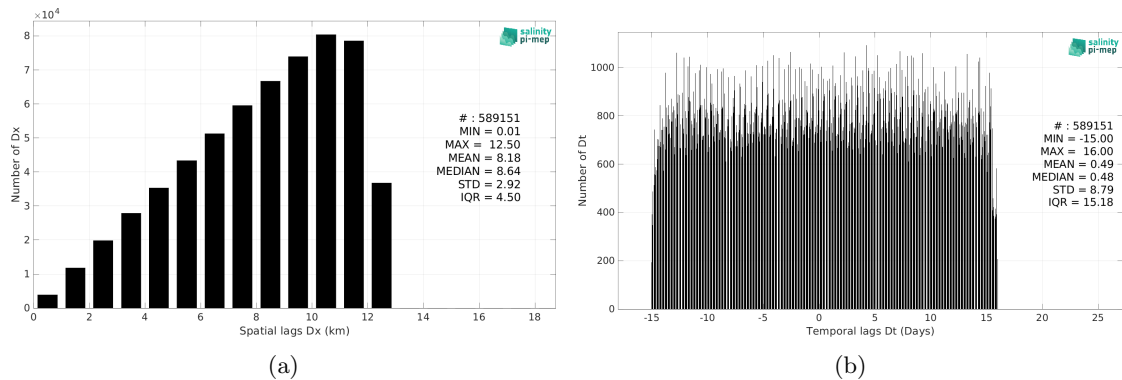 ×10⁴
salinity
pi-mep
8
7
6
5
4
3
2
1
0
Number of Dx
# : 589151
MIN = 0.01
MAX = 12.50
MEAN = 8.18
MEDIAN = 8.64
STD = 2.92
IQR = 4.50
0 2 4 6 8 10 12 14 16 18
Spatial lags Dx (km)
(a)
salinity
pi-mep
1000
800
600
400
200
0
Number of Dt
# : 589151
MIN = -15.00
MAX = 16.00
MEAN = 0.49
MEDIAN = 0.48
STD = 8.79
IQR = 15.18
-15 -10 -5 0 5 10 15 20 25
Temporal lags Dt (Days)
(b)